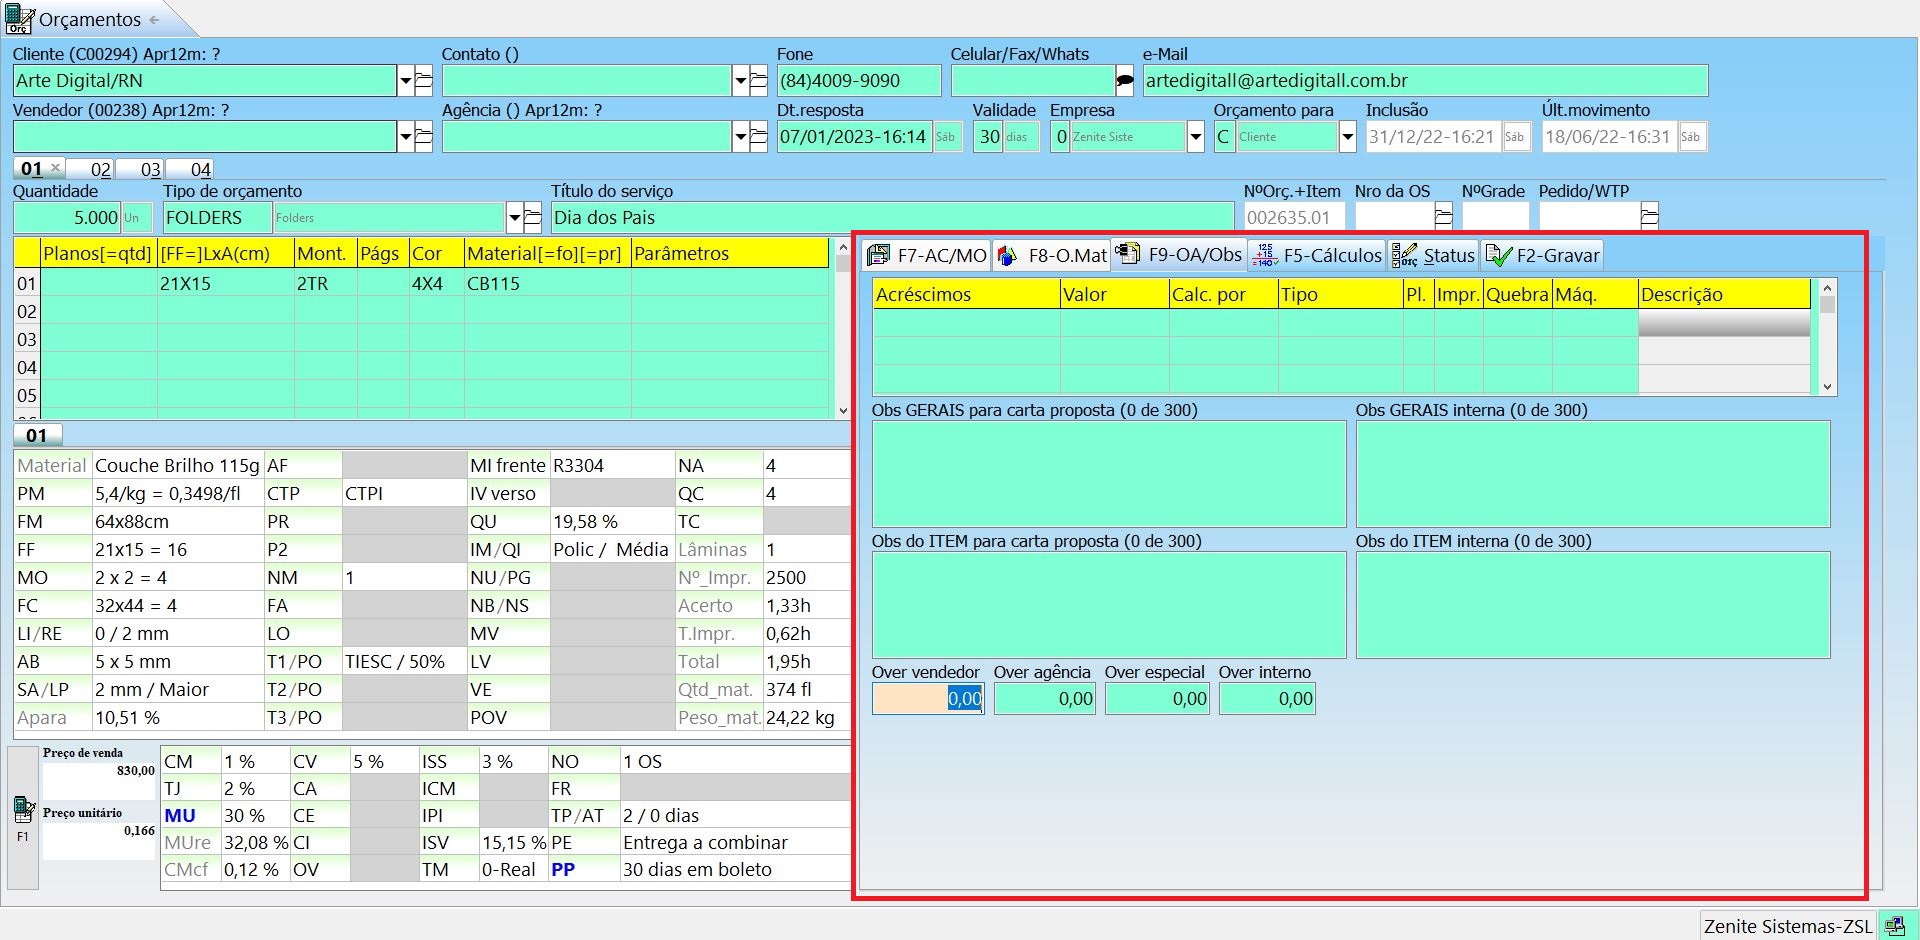 Orçamentos
Cliente (C00294) Apr12m: ? Contato () Fone Celular/Fax/Whats e-Mail
Arte Digital/RN (84)4009-9090 artedigitall@artedigitall.com.br
Vendedor (00238) Apr12m: ? Agência () Apr12m: ? Dt.resposta Validade Empresa Orçamento para Inclusão Últ.movimento
07/01/2023-16:14 Sáb 30 dias 0 Zenite Siste C Cliente 31/12/22-16:21 Sáb 18/06/22-16:31 Sáb
01 02 03 04
Quantidade Tipo de orçamento Título do serviço NºOrç.+Item Nro da OS NºGrade Pedido/WTP
5.000 Un FOLDERS Folders Dia dos Pais 002635.01
Planos[=qtd] [FF=]LxA(cm) Mont. Págs Cor Material[=fo][=pr] Parâmetros
01 21X15 2TR 4X4 CB115
02
03
04
05
01
Material Couche Brilho 115g AF MI frente R3304 NA 4
PM 5,4/kg = 0,3498/fl CTP CTPI IV verso QC 4
FM 64x88cm PR QU 19,58 % TC
FF 21x15 = 16 P2 IM/QI Polic / Média Lâminas 1
MO 2 x 2 = 4 NM 1 NU/PG Nº_Impr. 2500
FC 32x44 = 4 FA NB/NS Acerto 1,33h
LI/RE 0 / 2 mm LO MV T.Impr. 0,62h
AB 5 x 5 mm T1/PO TIESC / 50% LV Total 1,95h
SA/LP 2 mm / Maior T2/PO VE Qtd_mat. 374 fl
Apara 10,51 % T3/PO POV Peso_mat. 24,22 kg
Preço de venda
830,00
Preço unitário
0,166
F1
CM 1 % CV 5 % ISS 3 % NO 1 OS
TJ 2 % CA ICM FR
MU 30 % CE IPI TP/AT 2 / 0 dias
MUre 32,08 % CI ISV 15,15 % PE Entrega a combinar
CMcf 0,12 % OV TM 0-Real PP 30 dias em boleto
F7-AC/MO F8-O.Mat F9-OA/Obs F5-Cálculos Status F2-Gravar
Acréscimos Valor Calc. por Tipo Pl. Impr. Quebra Máq. Descrição
Obs GERAIS para carta proposta (0 de 300) Obs GERAIS interna (0 de 300)
Obs do ITEM para carta proposta (0 de 300) Obs do ITEM interna (0 de 300)
Over vendedor Over agência Over especial Over interno
0,00 0,00 0,00 0,00
Zenite Sistemas-ZSL